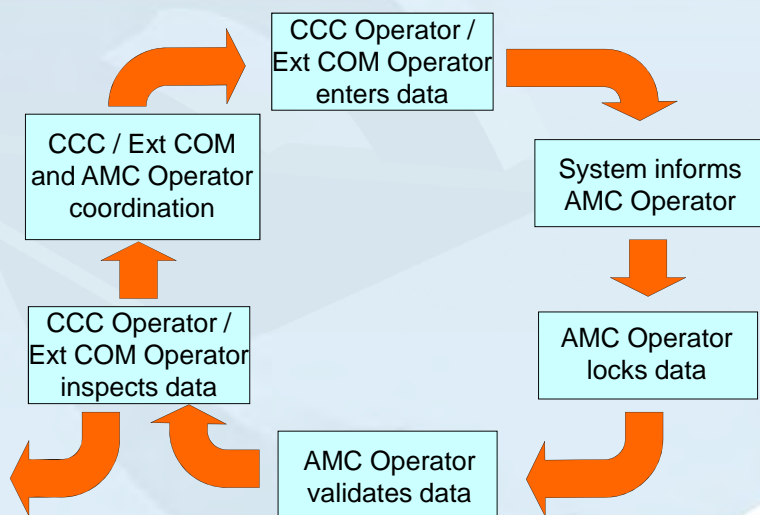 CCC Operator /
Ext COM Operator
enters data
CCC / Ext COM
and AMC Operator
coordination
System informs
AMC Operator
CCC Operator /
Ext COM Operator
inspects data
AMC Operator
locks data
AMC Operator
validates data